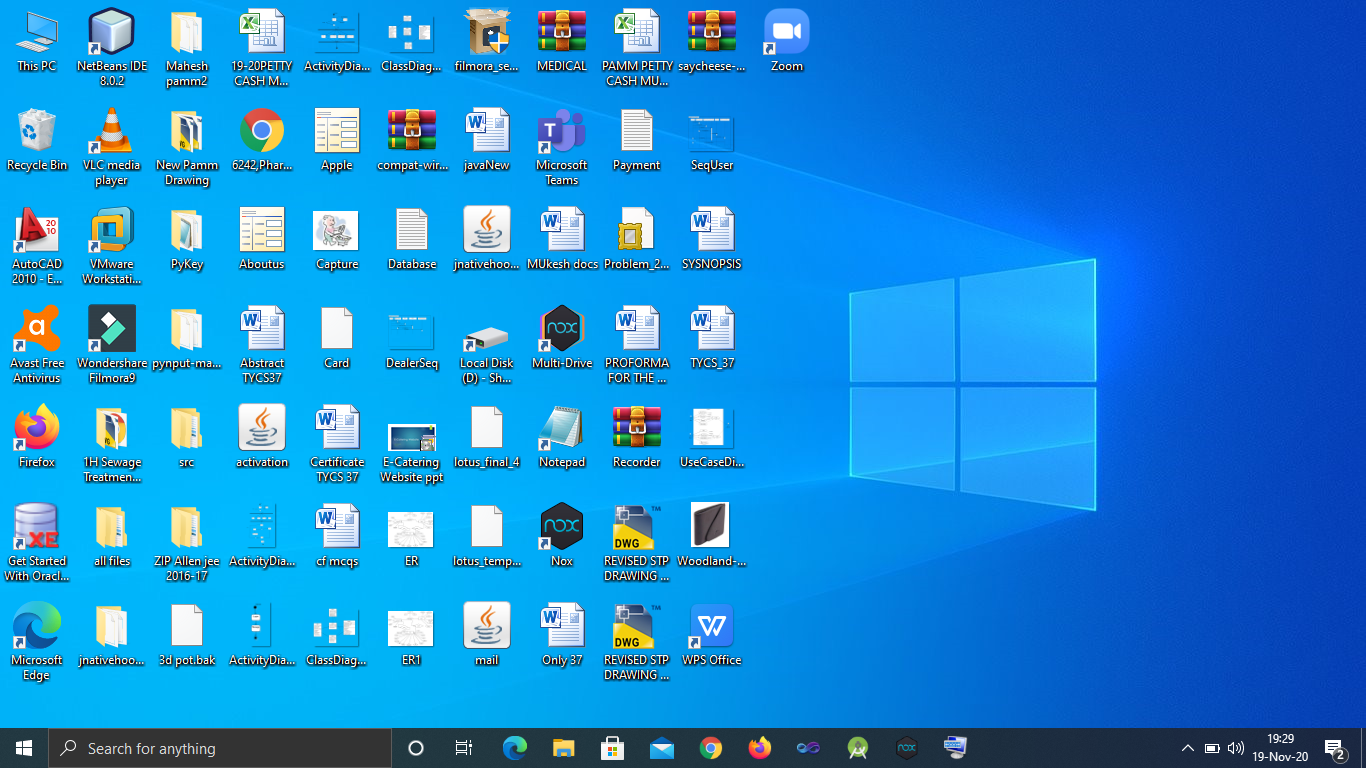 This PC
NetBeans IDE
8.0.2
Mahesh
pamm2
19-20PETTY
CASH M...
ActivityDia...
ClassDiag...
filmora_se...
MEDICAL
PAMM PETTY
CASH MU...
saycheese-...
Zoom
Recycle Bin
VLC media
player
New Pamm
Drawing
6242,Phar...
Apple
compat-wir...
javaNew
Microsoft
Teams
Payment
SeqUser
AutoCAD
2010 - E...
VMware
Workstati...
PyKey
Aboutus
Capture
Database
jnativehoo...
MUkesh docs
Problem_2...
SYSNOPSIS
Avast Free
Antivirus
Wondershare
Filmora9
pynput-ma...
Abstract
TYCS37
Card
DealerSeq
Local Disk
(D) - Sh...
Multi-Drive
PROFORMA
FOR THE ...
TYCS_37
Firefox
1H Sewage
Treatmen...
src
activation
Certificate
TYCS 37
E-Catering
Website ppt
lotus_final_4
Notepad
Recorder
UseCaseDi...
Get Started
With Oracl...
all files
ZIP Allen jee
2016-17
ActivityDia...
cf mcqs
ER
lotus_temp...
Nox
REVISED STP
DRAWING ...
Woodland-...
Microsoft
Edge
jnativehoo...
3d pot.bak
ActivityDia...
ClassDiag...
ER1
mail
Only 37
REVISED STP
DRAWING ...
WPS Office
Search for anything
19:29
19-Nov-20
2